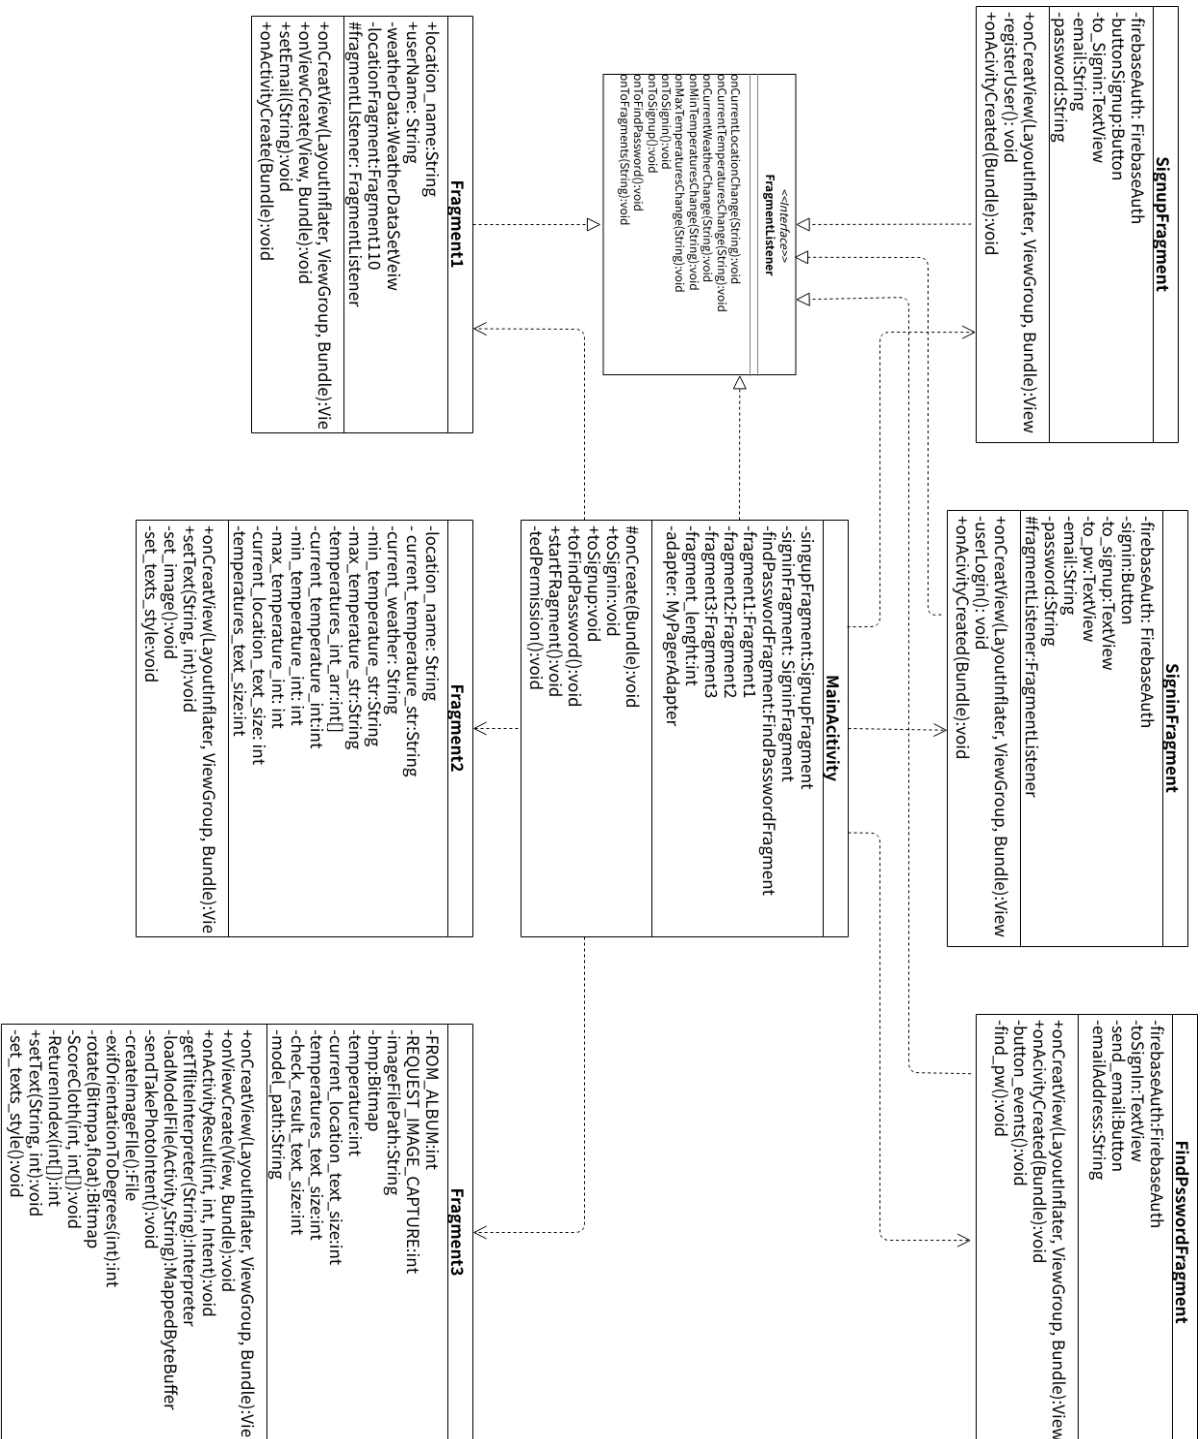 SignupFragment
-firebaseAuth: FirebaseAuth
-buttonSignup:Button
-to_Signin:TextView
-email:String
-password:String
+onCreatView(LayoutInflater, ViewGroup, Bundle):View
-registerUser(): void
+onAcivityCreated(Bundle):void
SigninFragment
-firebaseAuth: FirebaseAuth
-signin:Button
-to_signup:TextView
-to_pw:TextView
-email:String
-password:String
#fragmentListener:FragmentListener
+onCreatView(LayoutInflater, ViewGroup, Bundle):View
-userLogin(): void
+onAcivityCreated(Bundle):void
FindPsswordFragment
-firebaseAuth:FirebaseAuth
-toSignIn:TextView
-send_email:Button
-emailAddress:String
+onCreatView(LayoutInflater, ViewGroup, Bundle):View
+onAcivityCreated(Bundle):void
-button_events():void
-find_pw():void
<<Interface>>
FragmentListener
onCurrentLocationChange(String):void
onCurrentTemperaturesChange(String):void
onCurrentWeatherChange(String):void
onMinTemperaturesChange(String):void
onMaxTemperaturesChange(String):void
onToSignin():void
onToSignup():void
onToFindPassword():void
onToFragments(String):void
MainAcitivity
-singupFragment:SignupFragment
-signinFragment: SigninFragment
-findPasswordFragment:FindPasswordFragment
-fragment1:Fragment1
-fragment2:Fragment2
-fragment3:Fragment3
-fragment_lenght:int
-adapter: MyPagerAdapter
#onCreate(Bundle):void
+toSignin:void
+toSignup:void
+toFindPassword():void
+startFRagment():void
-tedPermission():void
Fragment1
+location_name:String
+userName: String
-weatherData:WeatherDataSetVeiw
-locationFragment:Fragment110
#fragmentLIstener: FragmentListener
+onCreatView(LayoutInflater, ViewGroup, Bundle):Vie
+onViewCreate(View, Bundle):void
+setEmail(String):void
+onActivityCreate(Bundle):void
Fragment2
-location_name: String
- current_temperature_str:String
-current_weather: String
-min_temperature_str:String
-max_temperature_str:String
-temperatures_int_arr:int[]
-current_temperature_int:int
-min_temperature_int: int
-max_temperature_int: int
-current_location_text_size: int
-temperatures_text_size:int
+onCreatView(LayoutInflater, ViewGroup, Bundle):Vie
+setText(String, int):void
-set_image():void
-set_texts_style:void
Fragment3
-FROM_ALBUM:int
-REQUEST_IMAGE_CAPTURE:int
-imageFilePath:String
-bmp:Bitmap
-temperature:int
-current_location_text_size:int
-temperatures_text_size:int
-check_result_text_size:int
-model_path:String
+onCreatView(LayoutInflater, ViewGroup, Bundle):Vie
+onViewCreate(View, Bundle):void
+onActivityResult(int, int, Intent):void
-getTfliteInterpreter(String):Interpreter
-loadModelFile(Activity,String):MappedByteBuffer
-sendTakePhotoIntent():void
-createImageFIle():File
-exifOrientationToDegrees(int):int
-rotate(Bitmpa,float):Bitmap
-ScoreCloth(int, int[]):void
-ReturenIndex(int[]):int
+setText(String, int):void
-set_texts_style():void